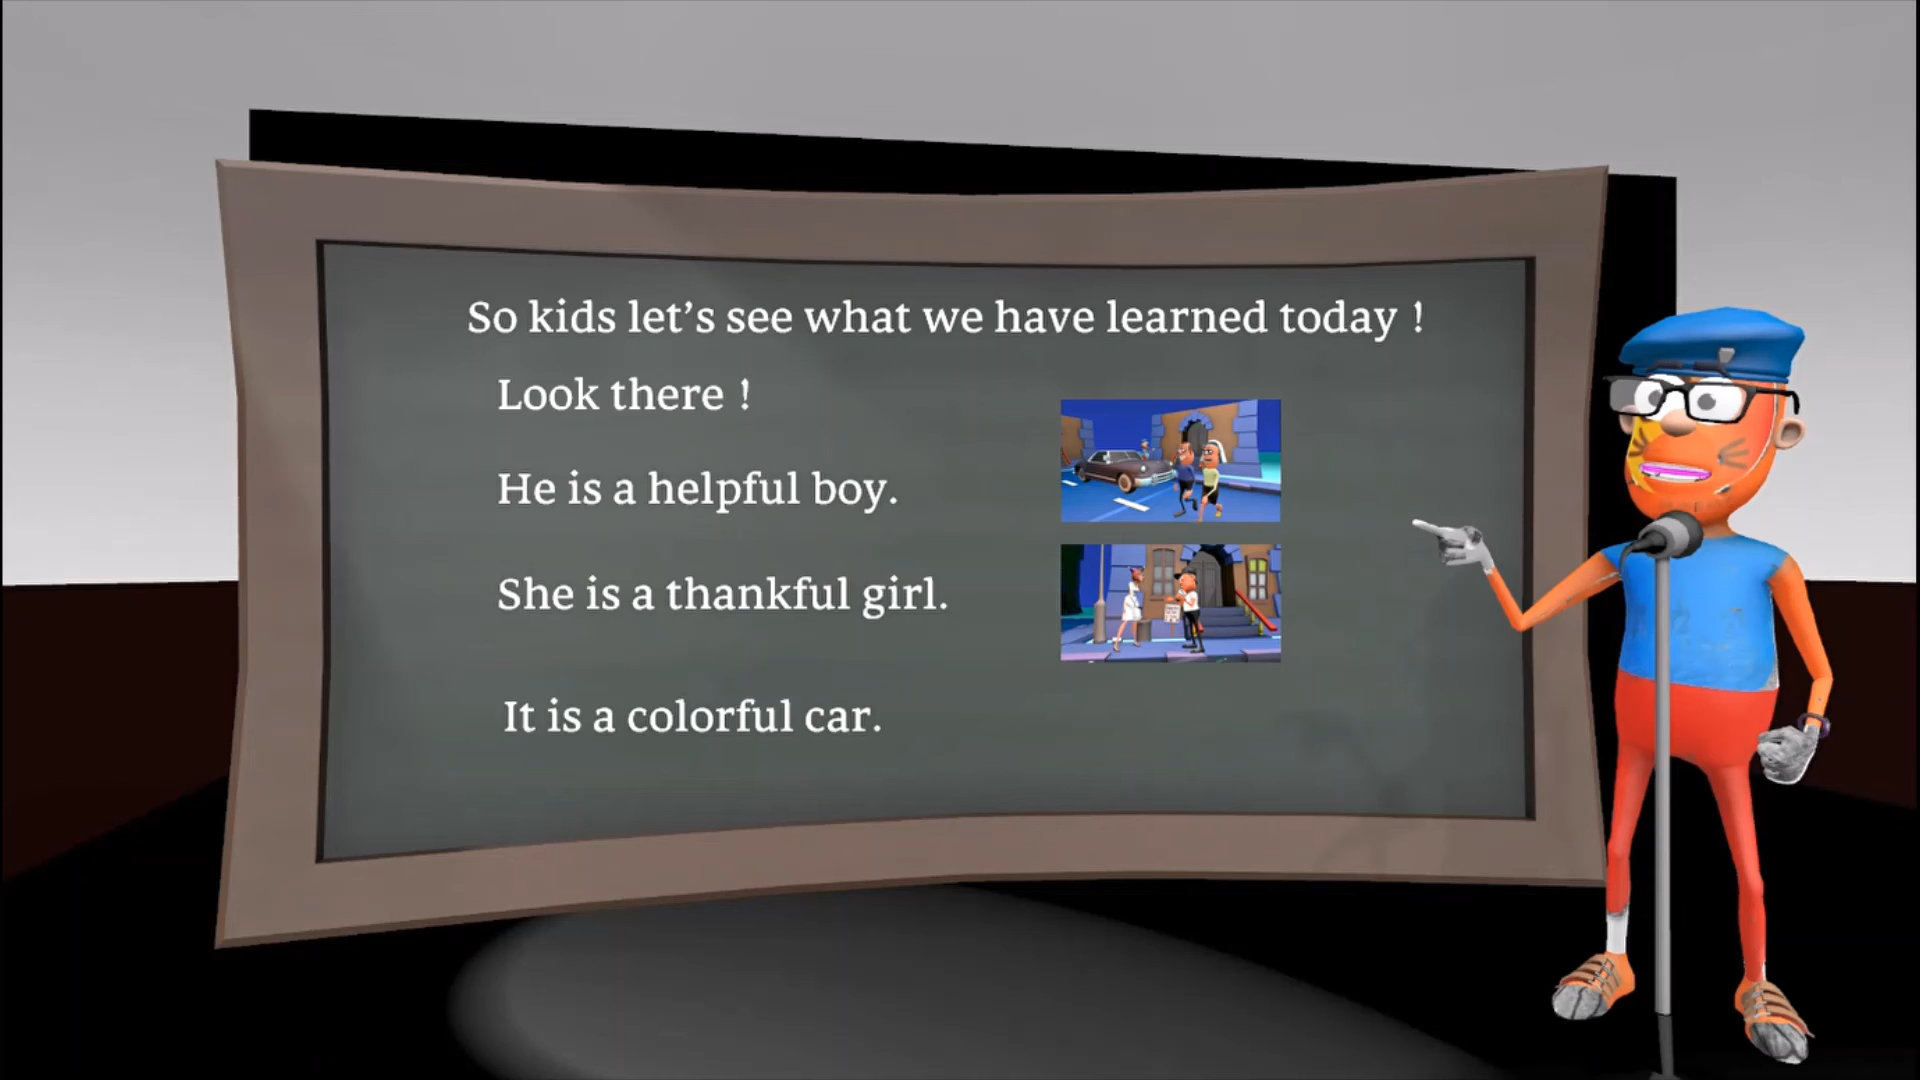 So kids let's see what we have learned today !
Look there !
He is a helpful boy.
She is a thankful girl.
It is a colorful car.